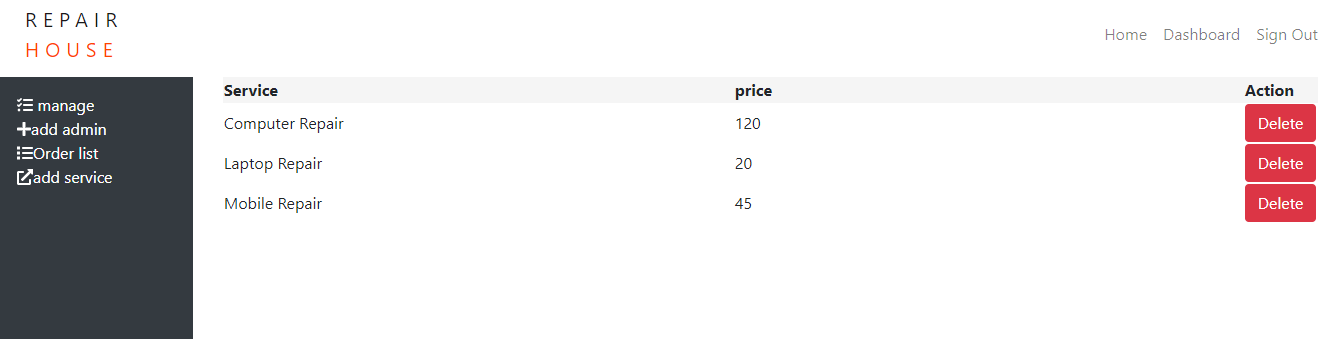 REPAIR
HOUSE
Home Dashboard Sign Out
manage
add admin
Order list
add service
Service price Action
Computer Repair 120 Delete
Laptop Repair 20 Delete
Mobile Repair 45 Delete